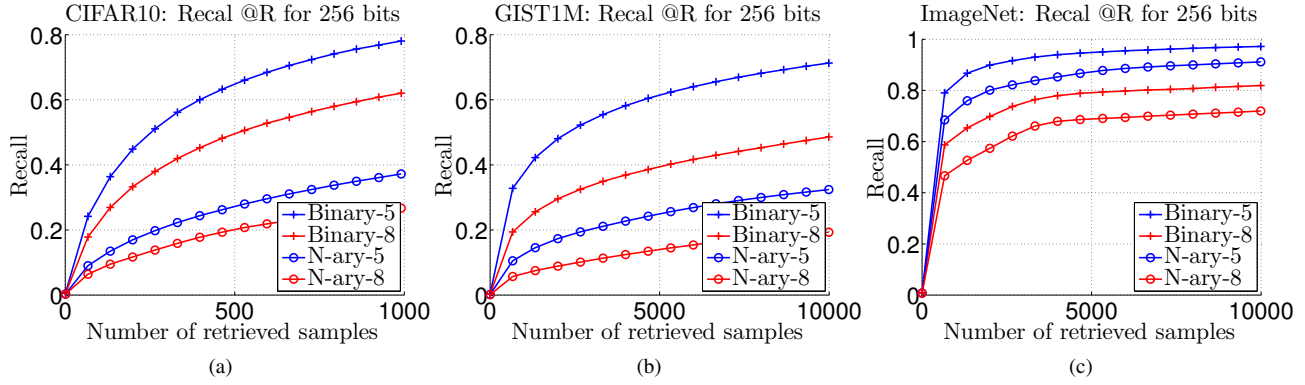 CIFAR10: Recal @R for 256 bits
0.8
0.6
0.4
0.2
0
Recall
0
500
1000
Number of retrieved samples
Binary-5
Binary-8
N-ary-5
N-ary-8
(a)
GIST1M: Recal @R for 256 bits
0.8
0.6
0.4
0.2
0
Recall
0
5000
10000
Number of retrieved samples
Binary-5
Binary-8
N-ary-5
N-ary-8
(b)
ImageNet: Recal @R for 256 bits
1
0.8
0.6
0.4
0.2
0
Recall
0
5000
10000
Number of retrieved samples
Binary-5
Binary-8
N-ary-5
N-ary-8
(c)